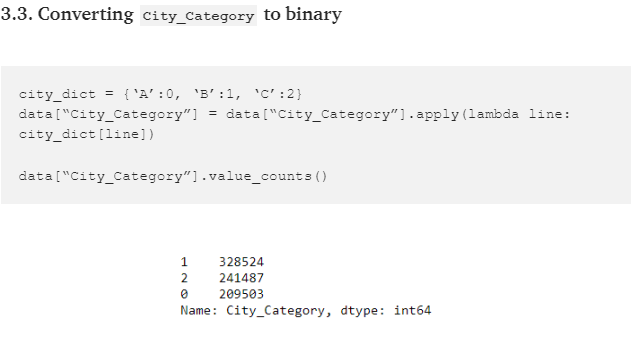 3.3. Converting City_Category to binary
city_dict = {‘A’:0, ‘B’:1, ‘C’:2}
data[“City_Category”] = data[“City_Category”].apply(lambda line:
city_dict[line])
data[“City_Category”].value_counts()
1    328524
2    241487
0    209503
Name: City_Category, dtype: int64